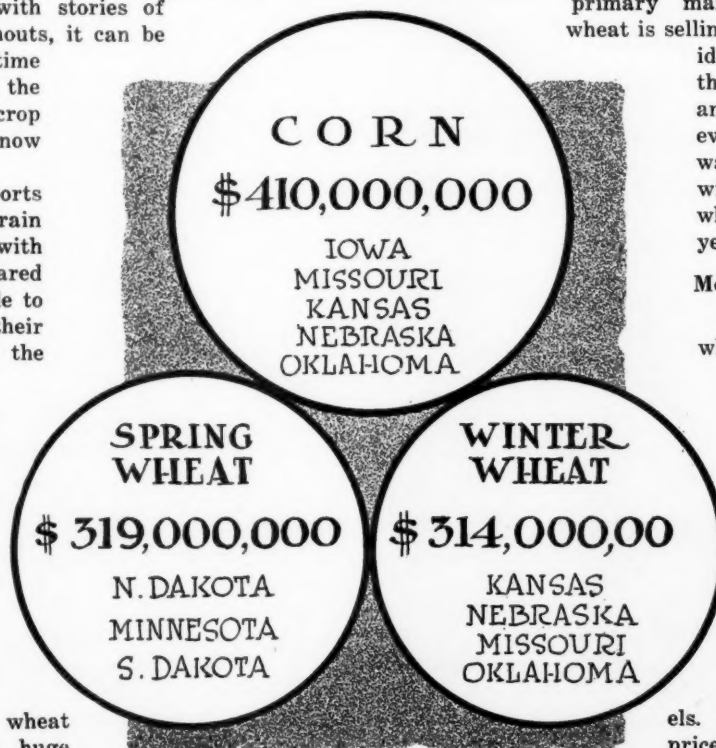 with stories of
outs, it can be
time
the
crop
now
orts
rain
with
ared
le to
their
the
wheat
huge
CORN
$410,000,000
IOWA
MISSOURI
KANSAS
NEBRASKA
OKLAHOMA
SPRING
WHEAT
$ 319,000,000
N. DAKOTA
MINNESOTA
S. DAKOTA
WINTER
WHEAT
$ 314,000,00
KANSAS
NEBRASKA
MISSOURI
OKLAHOMA
primary ma
wheat is sellin
id
th
ar
ev
wa
w
wh
ye
Mo
wh
els.
price